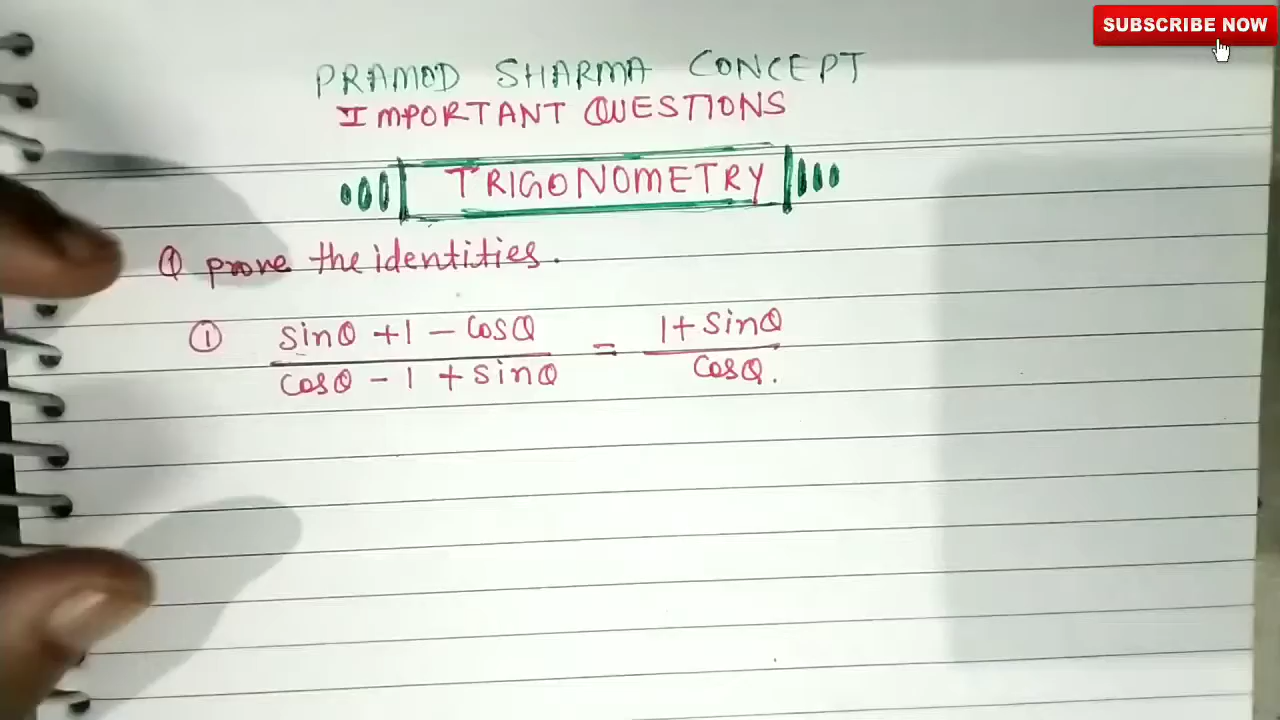 SUBSCRIBE NOW
PRAMOD SHARMA CONCEPT
IMPORTANT QUESTIONS
TRIGONOMETRY
Q prove the identities.
① sinθ + 1 - cosθ / cosθ - 1 + sinθ = 1 + sinθ / cosθ.